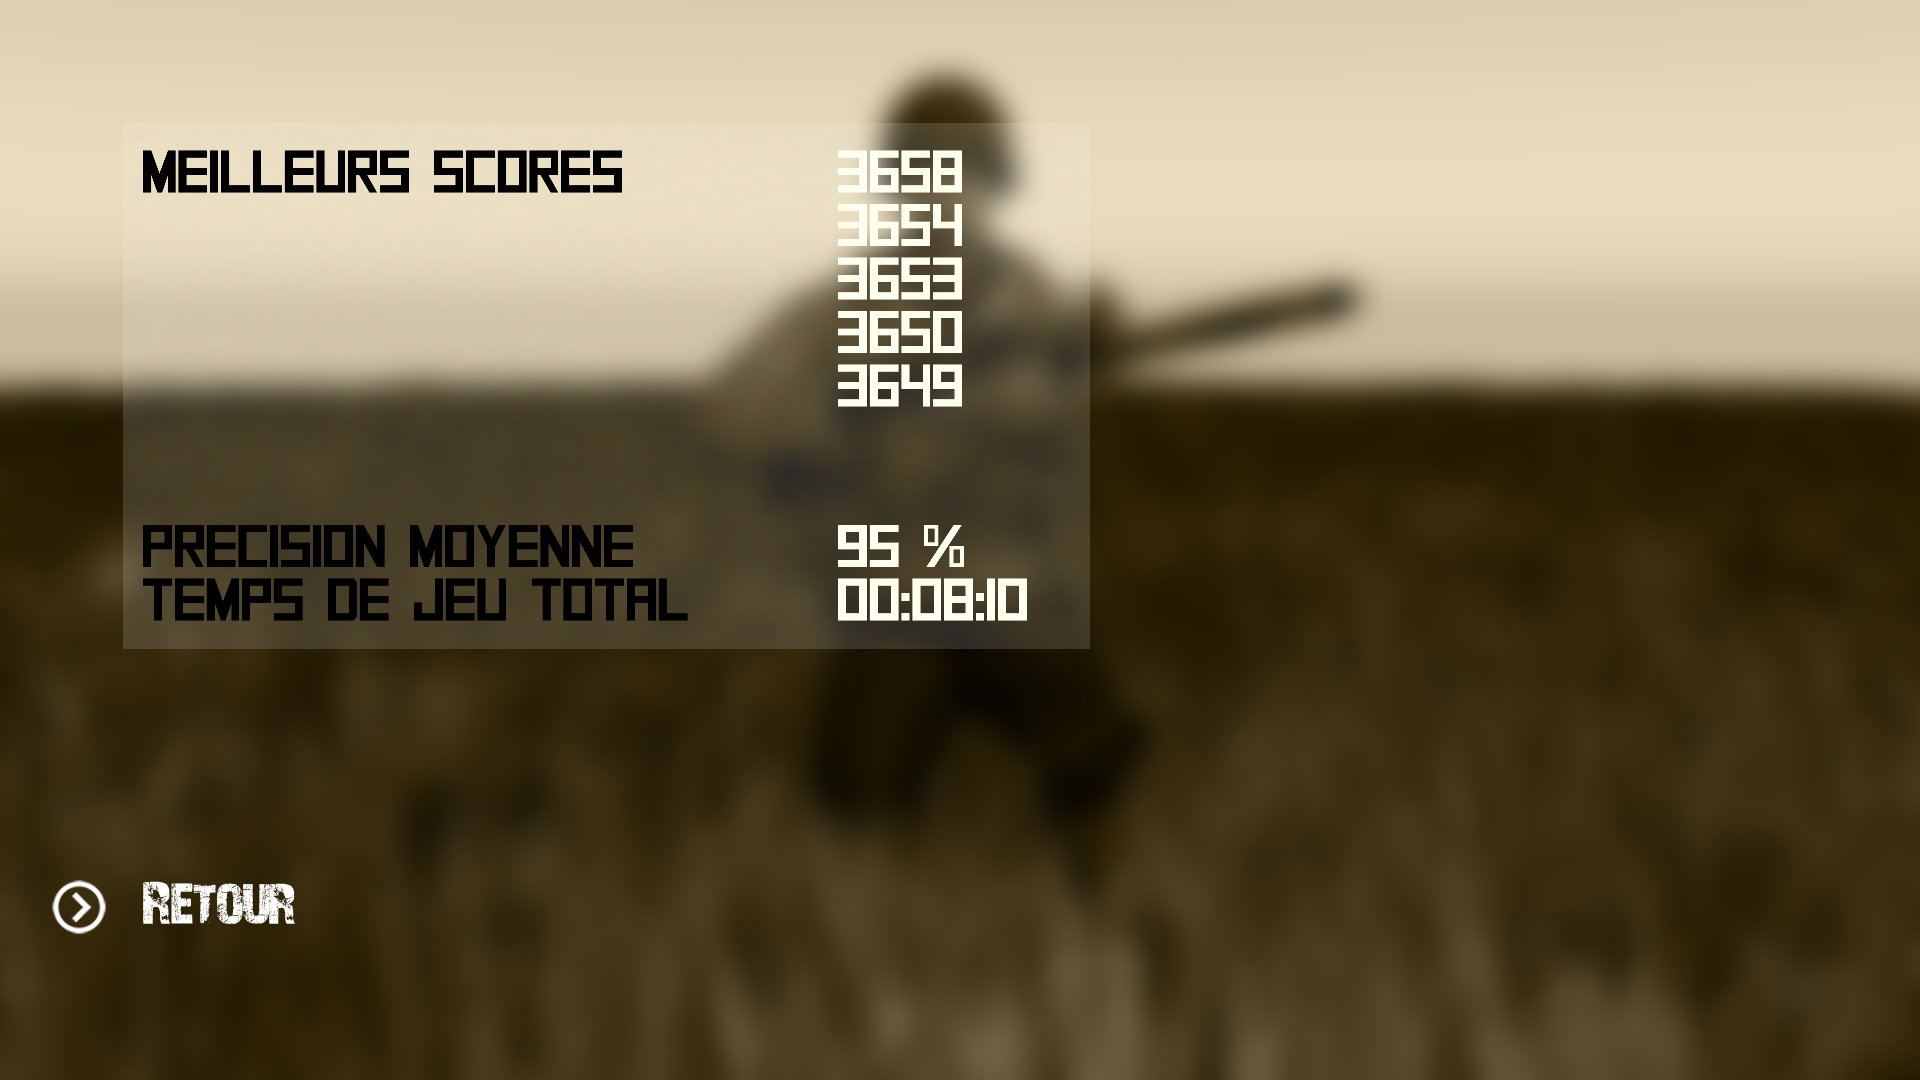 MEILLEURS SCORES 3658
3654
3653
3650
3649
PRECISION MOYENNE 95 %
TEMPS DE JEU TOTAL 00:08:10
RETOUR